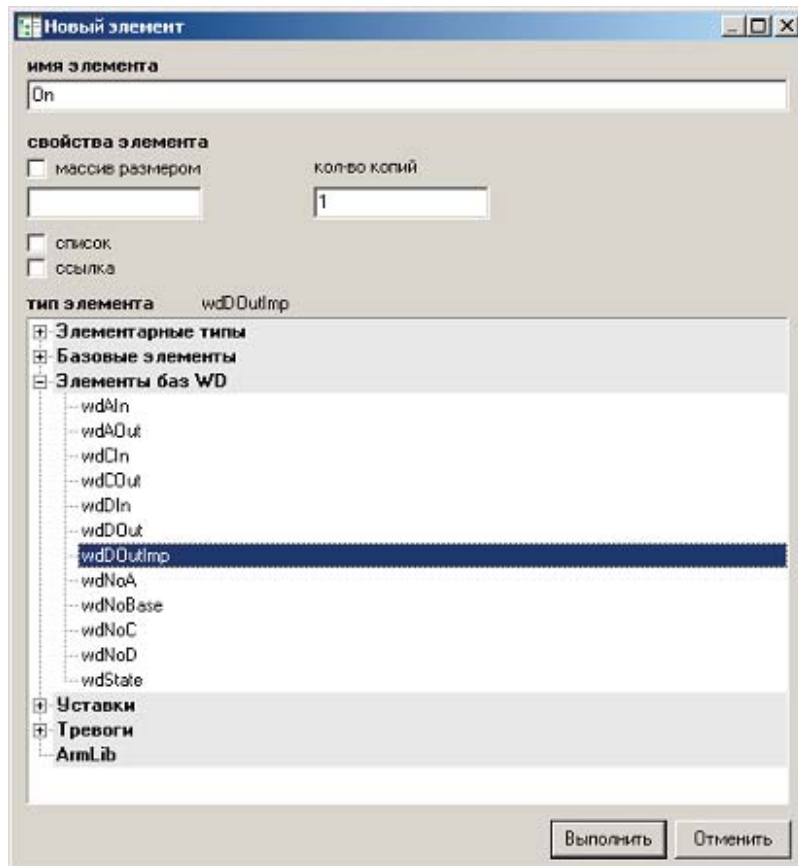 Новый элемент
имя элемента
On
свойства элемента
массив размером кол-во копий
1
список
ссылка
тип элемента wdDOutImp
Элементарные типы
Базовые элементы
Элементы баз WD
wdAIn
wdAOut
wdCIn
wdCOut
wdDIn
wdDOut
wdDOutImp
wdNoA
wdNoBase
wdNoC
wdNoD
wdState
Уставки
Тревоги
ArmLib
Выполнить Отменить